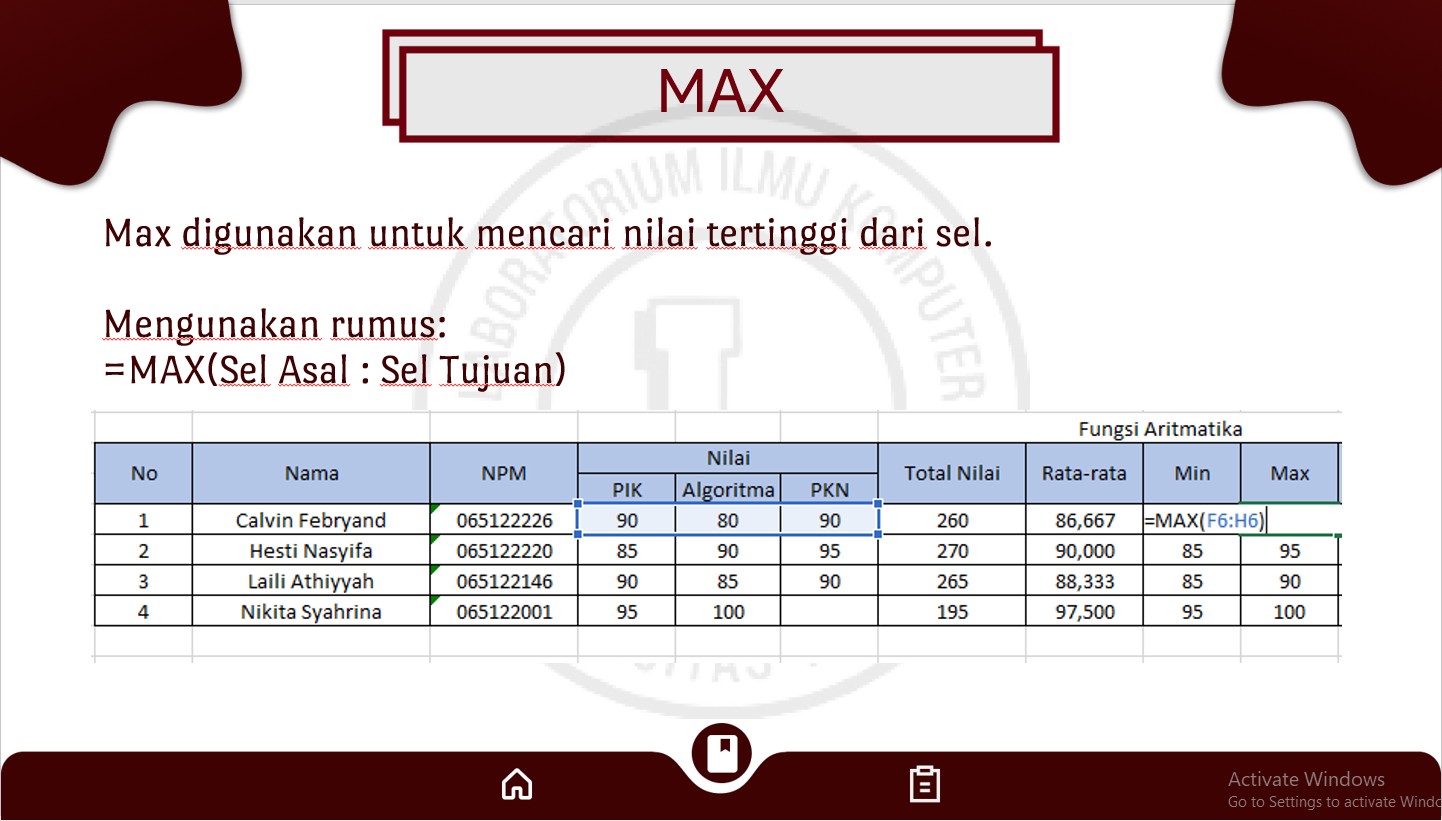 MAX
LABORATORIUM ILMU KOMPUTER
Max digunakan untuk mencari nilai tertinggi dari sel.
Mengunakan rumus:
=MAX(Sel Asal : Sel Tujuan)
Fungsi Aritmatika
No Nama NPM Nilai Total Nilai Rata-rata Min Max
PIK Algoritma PKN
1 Calvin Febryand 065122226 90 80 90 260 86,667 =MAX(F6:H6)
2 Hesti Nasyifa 065122220 85 90 95 270 90,000 85 95
3 Laili Athiyyah 065122146 90 85 90 265 88,333 85 90
4 Nikita Syahrina 065122001 95 100 195 97,500 95 100
Activate Windows
Go to Settings to activate